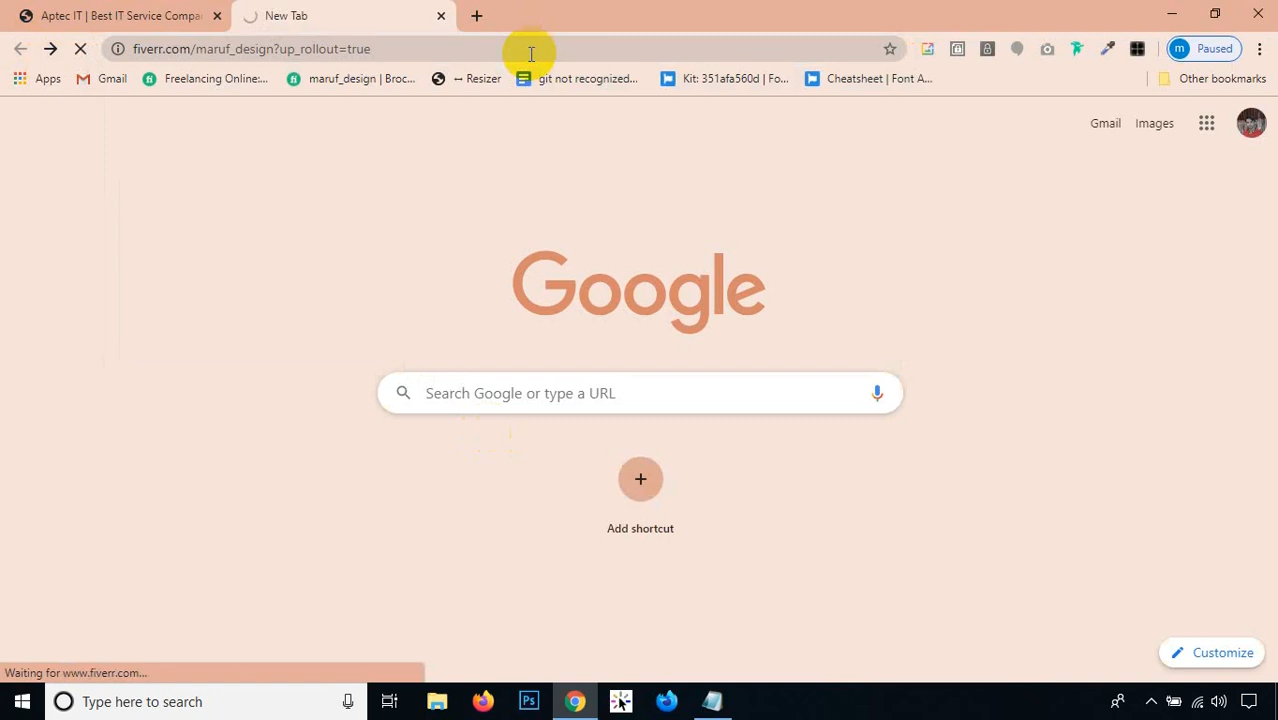 Aptec IT | Best IT Service Compa
New Tab
fiverr.com/maruf_design?up_rollout=true
m Paused
Apps
Gmail
Freelancing Online:...
maruf_design | Broc...
↔ Resizer
git not recognized...
Kit: 351afa560d | Fo...
Cheatsheet | Font A...
Other bookmarks
Gmail
Images
Google
Search Google or type a URL
Add shortcut
Customize
Waiting for www.fiverr.com...
Type here to search
Ps